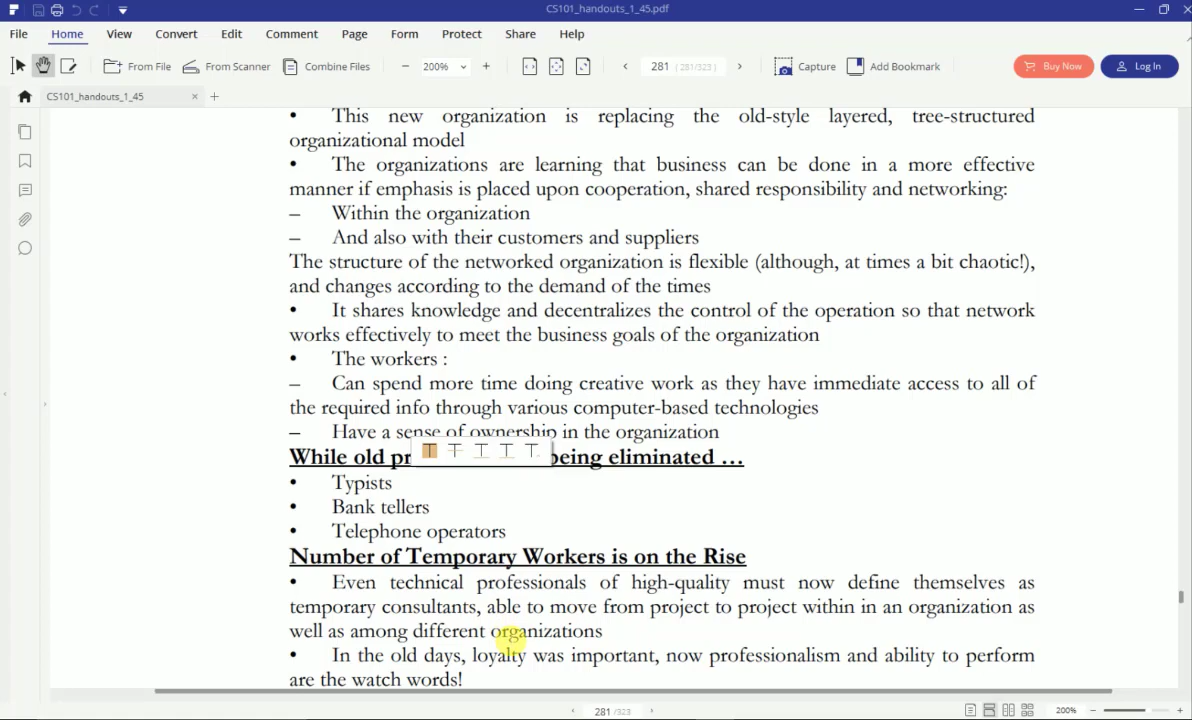 CS101_handouts_1_45.pdf
File Home View Convert Edit Comment Page Form Protect Share Help
From File From Scanner Combine Files 200% 281 (281/323) Capture Add Bookmark Buy Now Log In
CS101_handouts_1_45
• This new organization is replacing the old-style layered, tree-structured
organizational model
• The organizations are learning that business can be done in a more effective
manner if emphasis is placed upon cooperation, shared responsibility and networking:
– Within the organization
– And also with their customers and suppliers
The structure of the networked organization is flexible (although, at times a bit chaotic!),
and changes according to the demand of the times
• It shares knowledge and decentralizes the control of the operation so that network
works effectively to meet the business goals of the organization
• The workers :
– Can spend more time doing creative work as they have immediate access to all of
the required info through various computer-based technologies
– Have a sense of ownership in the organization
While old pr being eliminated …
• Typists
• Bank tellers
• Telephone operators
Number of Temporary Workers is on the Rise
• Even technical professionals of high-quality must now define themselves as
temporary consultants, able to move from project to project within in an organization as
well as among different organizations
• In the old days, loyalty was important, now professionalism and ability to perform
are the watch words!
281 /323 200%